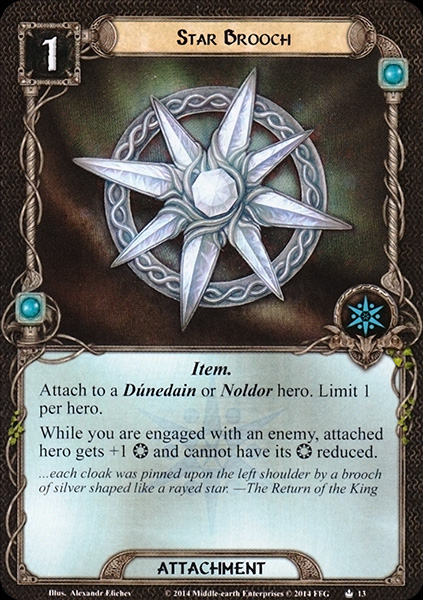 1
STAR BROOCH
Item.
Attach to a Dúnedain or Noldor hero. Limit 1
per hero.
While you are engaged with an enemy, attached
hero gets +1 and cannot have its reduced.
...each cloak was pinned upon the left shoulder by a brooch
of silver shaped like a rayed star. —The Return of the King
ATTACHMENT
Illus. Alexandr Elichev © 2014 Middle-earth Enterprises © 2014 FFG 13